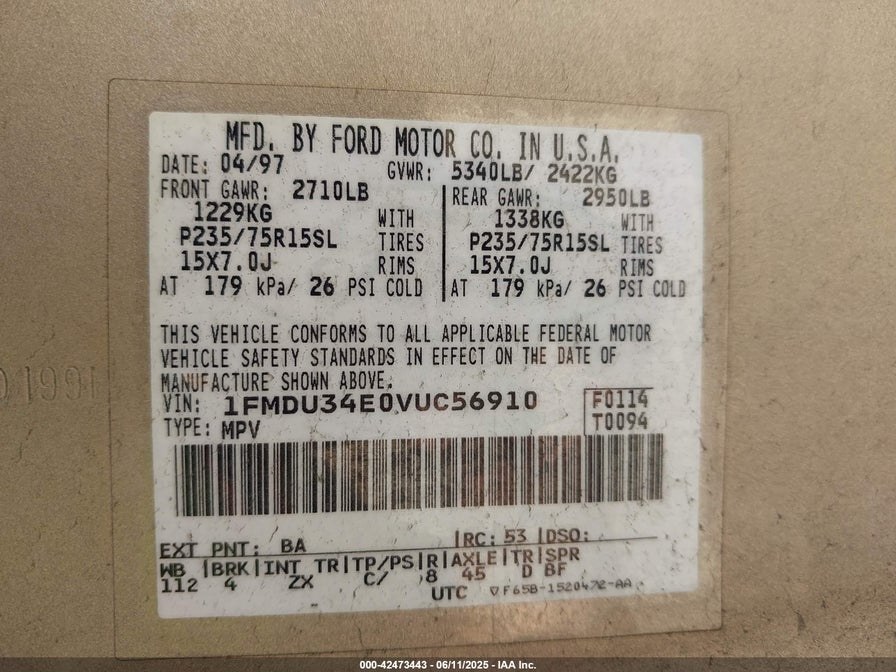 MFD. BY FORD MOTOR CO. IN U.S.A.
DATE: 04/97 GVWR: 5340LB/ 2422KG
FRONT GAWR: 2710LB REAR GAWR: 2950LB
1229KG WITH 1338KG WITH
P235/75R15SL TIRES P235/75R15SL TIRES
15X7.0J RIMS 15X7.0J RIMS
AT 179 kPa/ 26 PSI COLD AT 179 kPa/ 26 PSI COLD
THIS VEHICLE CONFORMS TO ALL APPLICABLE FEDERAL MOTOR
VEHICLE SAFETY STANDARDS IN EFFECT ON THE DATE OF
MANUFACTURE SHOWN ABOVE.
VIN: 1FMDU34E0VUC56910 F0114
TYPE: MPV T0094
EXT PNT: BA RC: 53 DSO:
WB BRK INT TR TP/PS R AXLE TR SPR
112 4 ZX C/ 8 45 D BF
UTC ▽F65B-1520472-AA
000-42473443 - 06/11/2025 - IAA Inc.